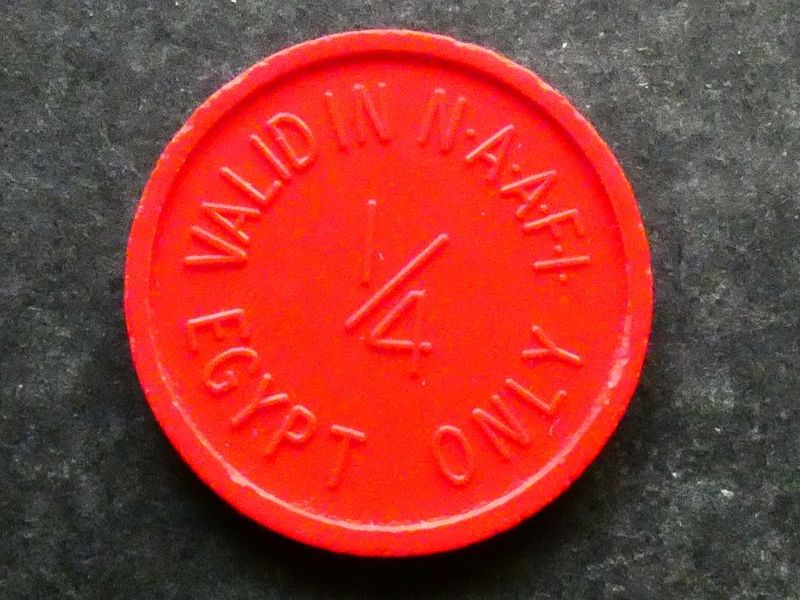 VALID IN N.A.A.F.I.
1/4
EGYPT ONLY